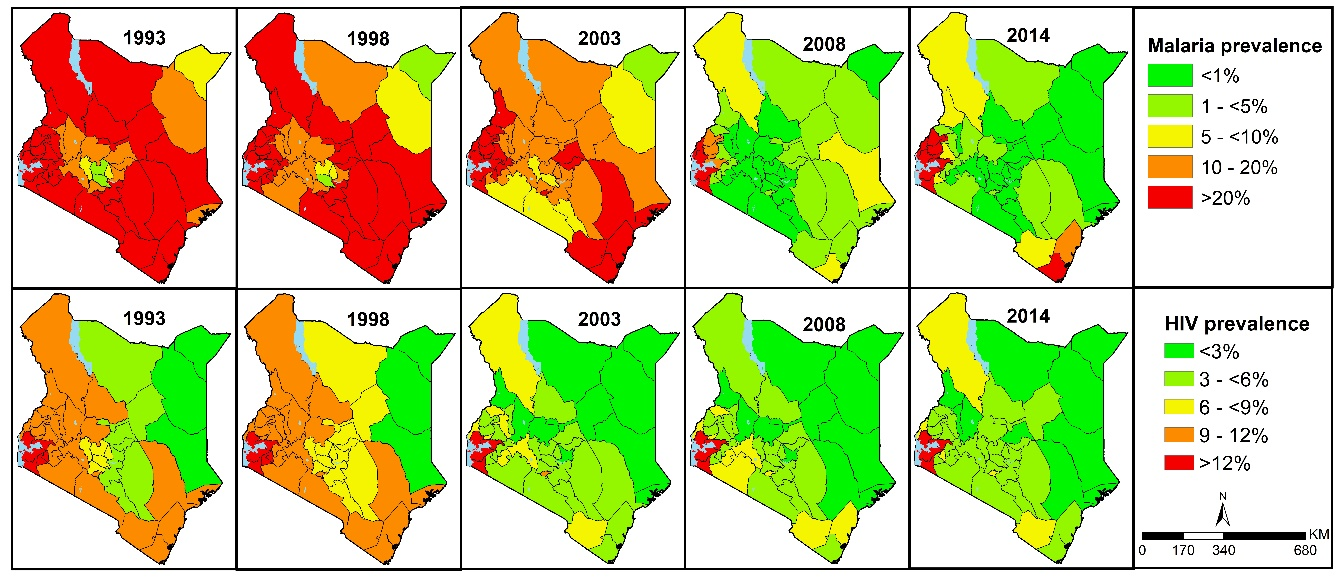 1993
1998
2003
2008
2014
Malaria prevalence
<1%
1 - <5%
5 - <10%
10 - 20%
>20%
1993
1998
2003
2008
2014
HIV prevalence
<3%
3 - <6%
6 - <9%
9 - 12%
>12%
N
KM
0 170 340 680